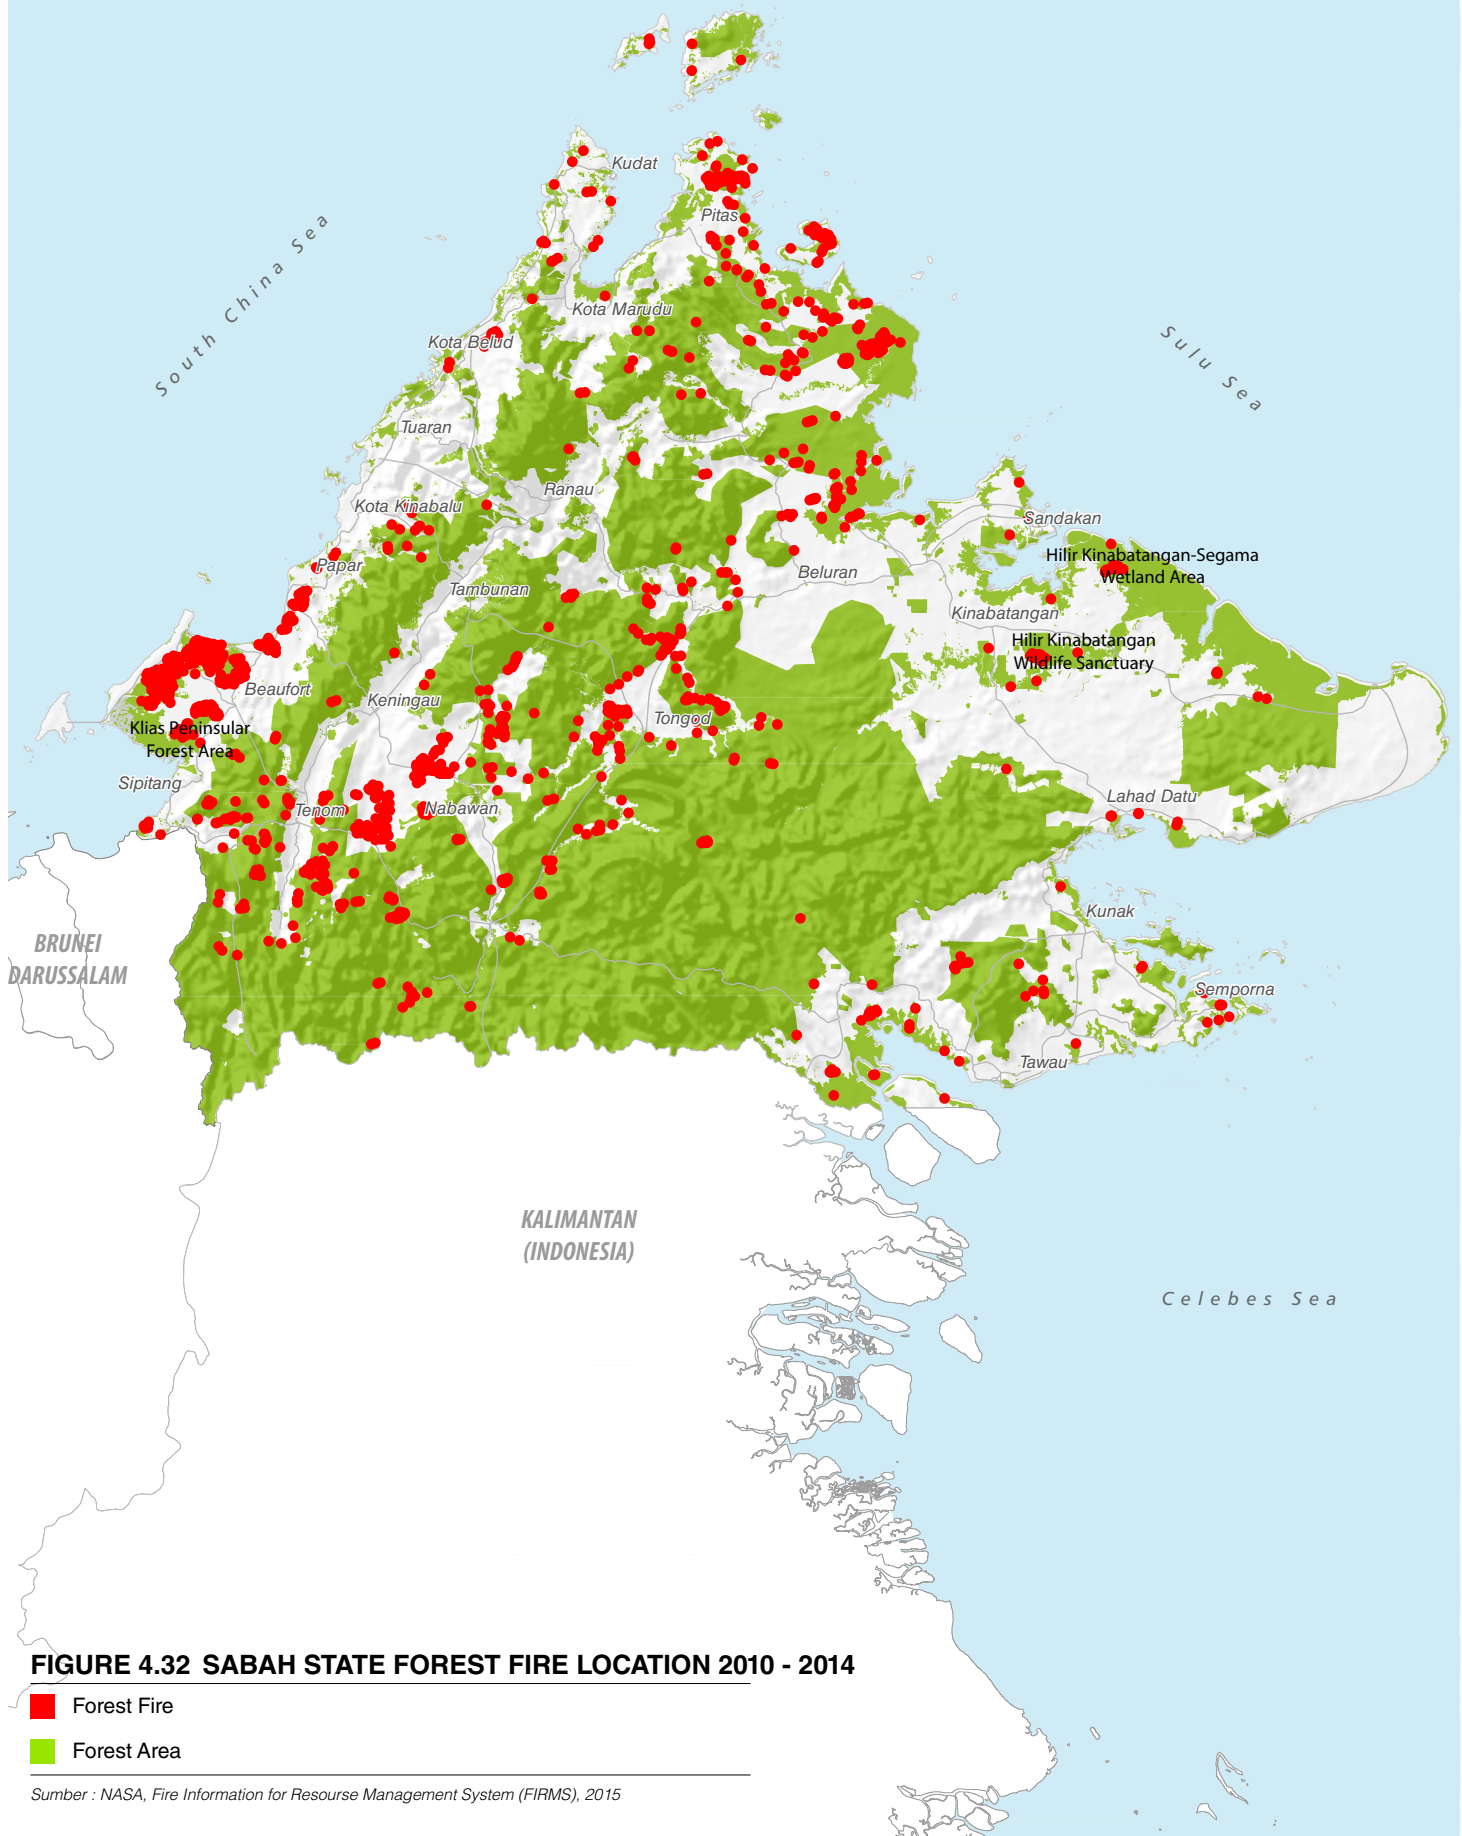 Kudat
Pitas
South China Sea
Kota Marudu
Kota Belud
Sulu Sea
Tuaran
Ranau
Kota Kinabalu
Sandakan
Hilir Kinabatangan-Segama
Wetland Area
Papar
Beluran
Tambunan
Kinabatangan
Hilir Kinabatangan
Wildlife Sanctuary
Beaufort
Keningau
Tongod
Klias Peninsular
Forest Area
Sipitang
Lahad Datu
Tenom
Nabawan
Kunak
BRUNEI
DARUSSALAM
Semporna
Tawau
KALIMANTAN
(INDONESIA)
Celebes Sea
FIGURE 4.32 SABAH STATE FOREST FIRE LOCATION 2010 - 2014
Forest Fire
Forest Area
Sumber : NASA, Fire Information for Resourse Management System (FIRMS), 2015